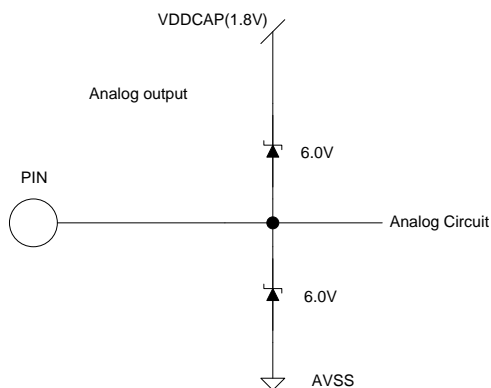 VDDCAP(1.8V)
Analog output
6.0V
PIN
Analog Circuit
6.0V
AVSS